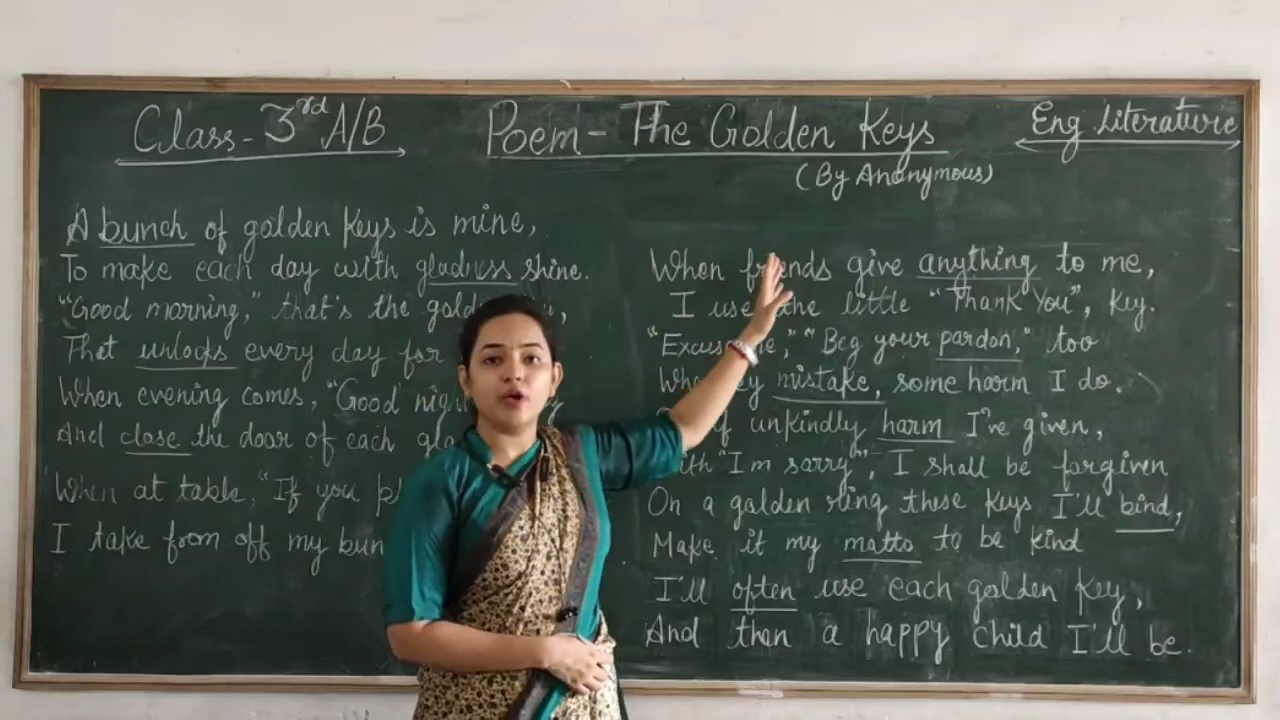 Class - 3rd A/B
Poem - The Golden Keys
Eng. Literature
(By Anonymous)
A bunch of golden keys is mine,
To make each day with gladness shine.
"Good morning," that's the golden
That unlocks every day for
When evening comes, "Good night
And close the door of each
When at table, "If you
I take from off my
When friends give anything to me,
I use the little "Thank You", key.
"Excuse me," "Beg your pardon," too
When by mistake, some harm I do.
If unkindly harm I've given,
With "I'm sorry", I shall be forgiven
On a golden ring these keys I'll bind,
Make it my motto to be kind
I'll often use each golden key,
And then a happy child I'll be.